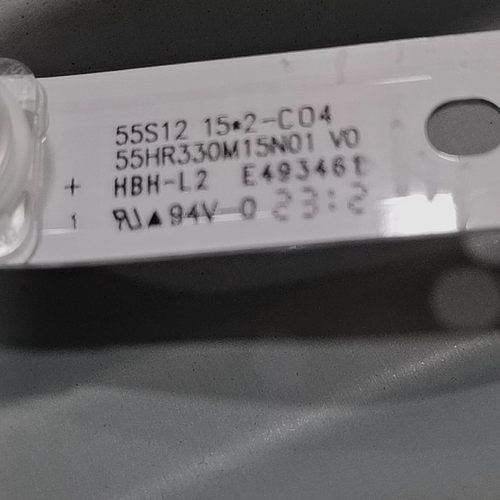 55S12 15*2-C04
55HR330M15N01 V0
+ HBH-L2 E493461
1 ▲ 94V-0 23:2